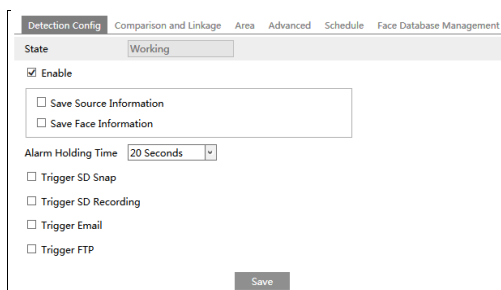 Detection Config Comparison and Linkage Area Advanced Schedule Face Database Management
State Working
Enable
Save Source Information
Save Face Information
Alarm Holding Time 20 Seconds
Trigger SD Snap
Trigger SD Recording
Trigger Email
Trigger FTP
Save